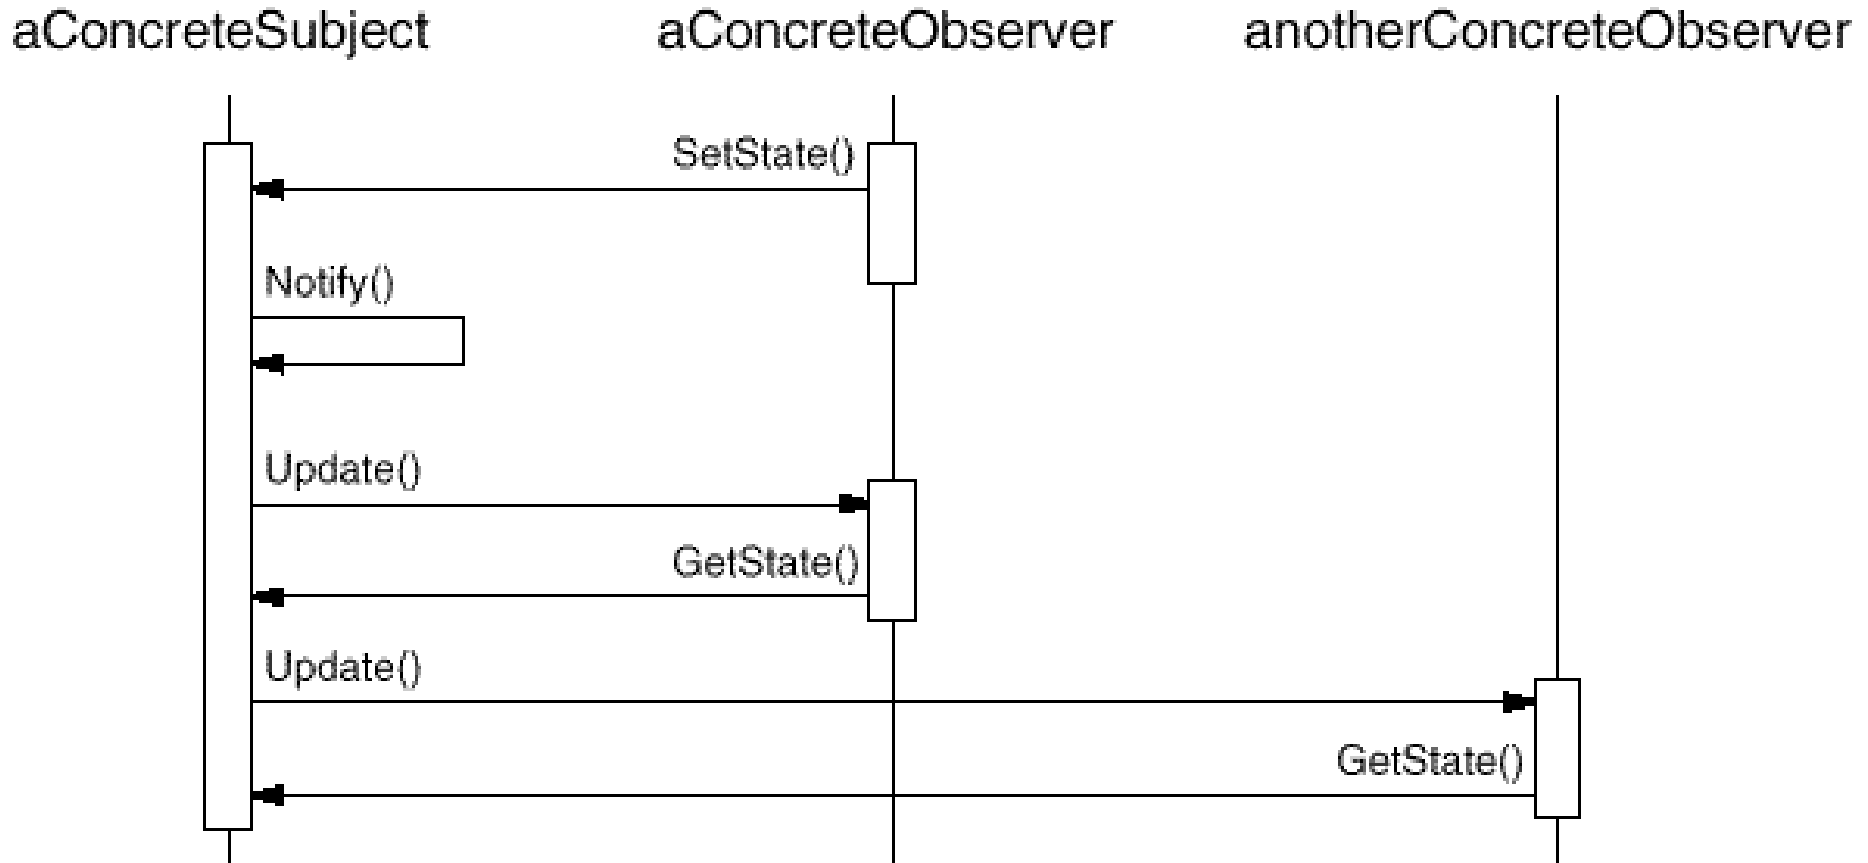 aConcreteSubject
aConcreteObserver
anotherConcreteObserver
SetState()
Notify()
Update()
GetState()
Update()
GetState()